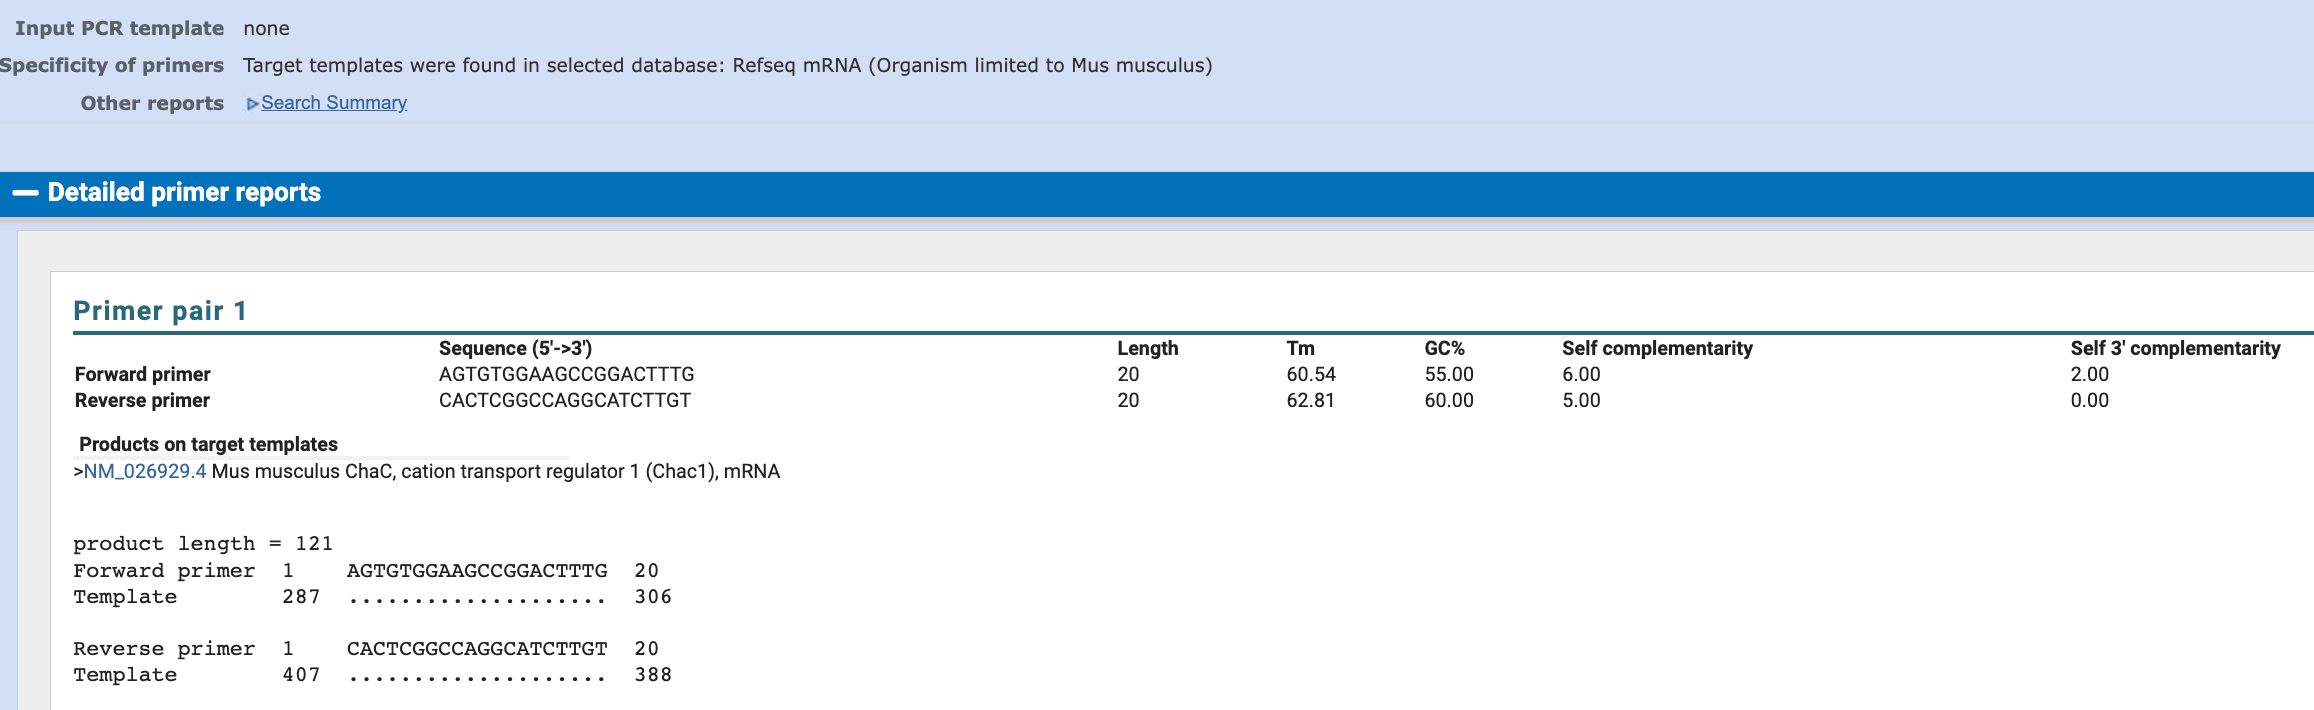 Input PCR template none
Specificity of primers Target templates were found in selected database: Refseq mRNA (Organism limited to Mus musculus)
Other reports Search Summary
Detailed primer reports
Primer pair 1
Sequence (5'->3') Length Tm GC% Self complementarity Self 3' complementarity
Forward primer AGTGTGGAAGCCGGACTTTG 20 60.54 55.00 6.00 2.00
Reverse primer CACTCGGCCAGGCATCTTGT 20 62.81 60.00 5.00 0.00
Products on target templates
>NM_026929.4 Mus musculus ChaC, cation transport regulator 1 (Chac1), mRNA
product length = 121
Forward primer 1 AGTGTGGAAGCCGGACTTTG 20
Template 287 .................... 306
Reverse primer 1 CACTCGGCCAGGCATCTTGT 20
Template 407 .................... 388